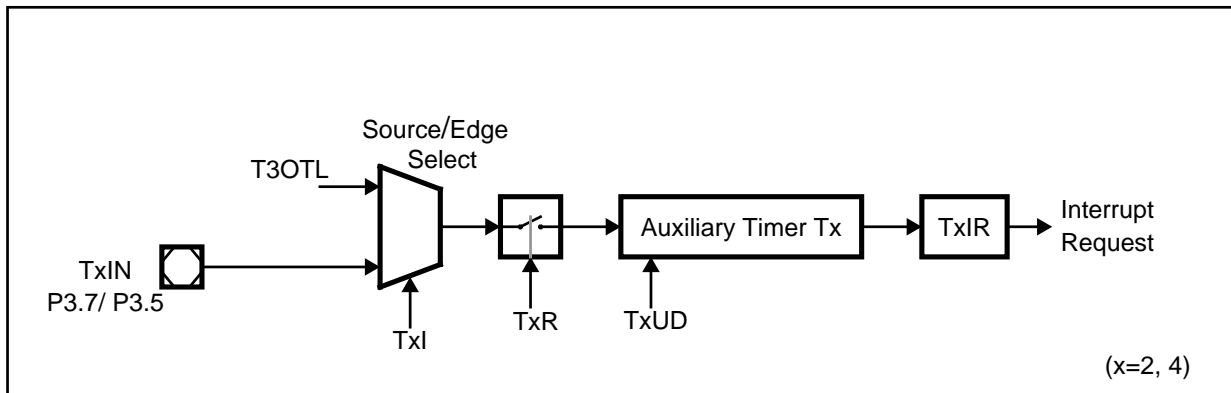 Source/Edge
Select
T3OTL
Auxiliary Timer Tx
TxIR
Interrupt
Request
TxIN
P3.7/ P3.5
TxR
TxUD
TxI
(x=2, 4)